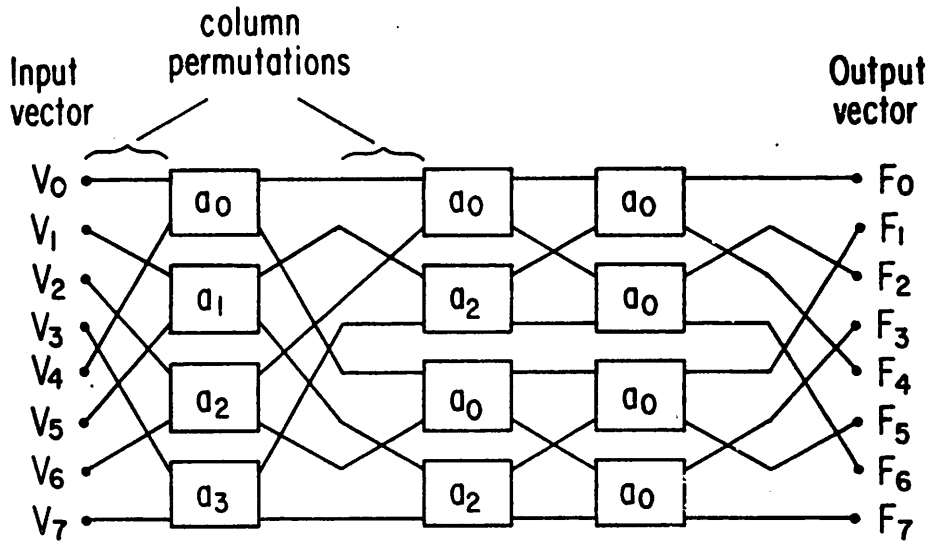 column
permutations
Input
vector
Output
vector
V0 a0 a0 a0 F0
V1 F1
a1 a2 a0
V2 F2
V3 F3
V4 a2 a0 a0 F4
V5 F5
V6 a3 a2 a0 F6
V7 F7